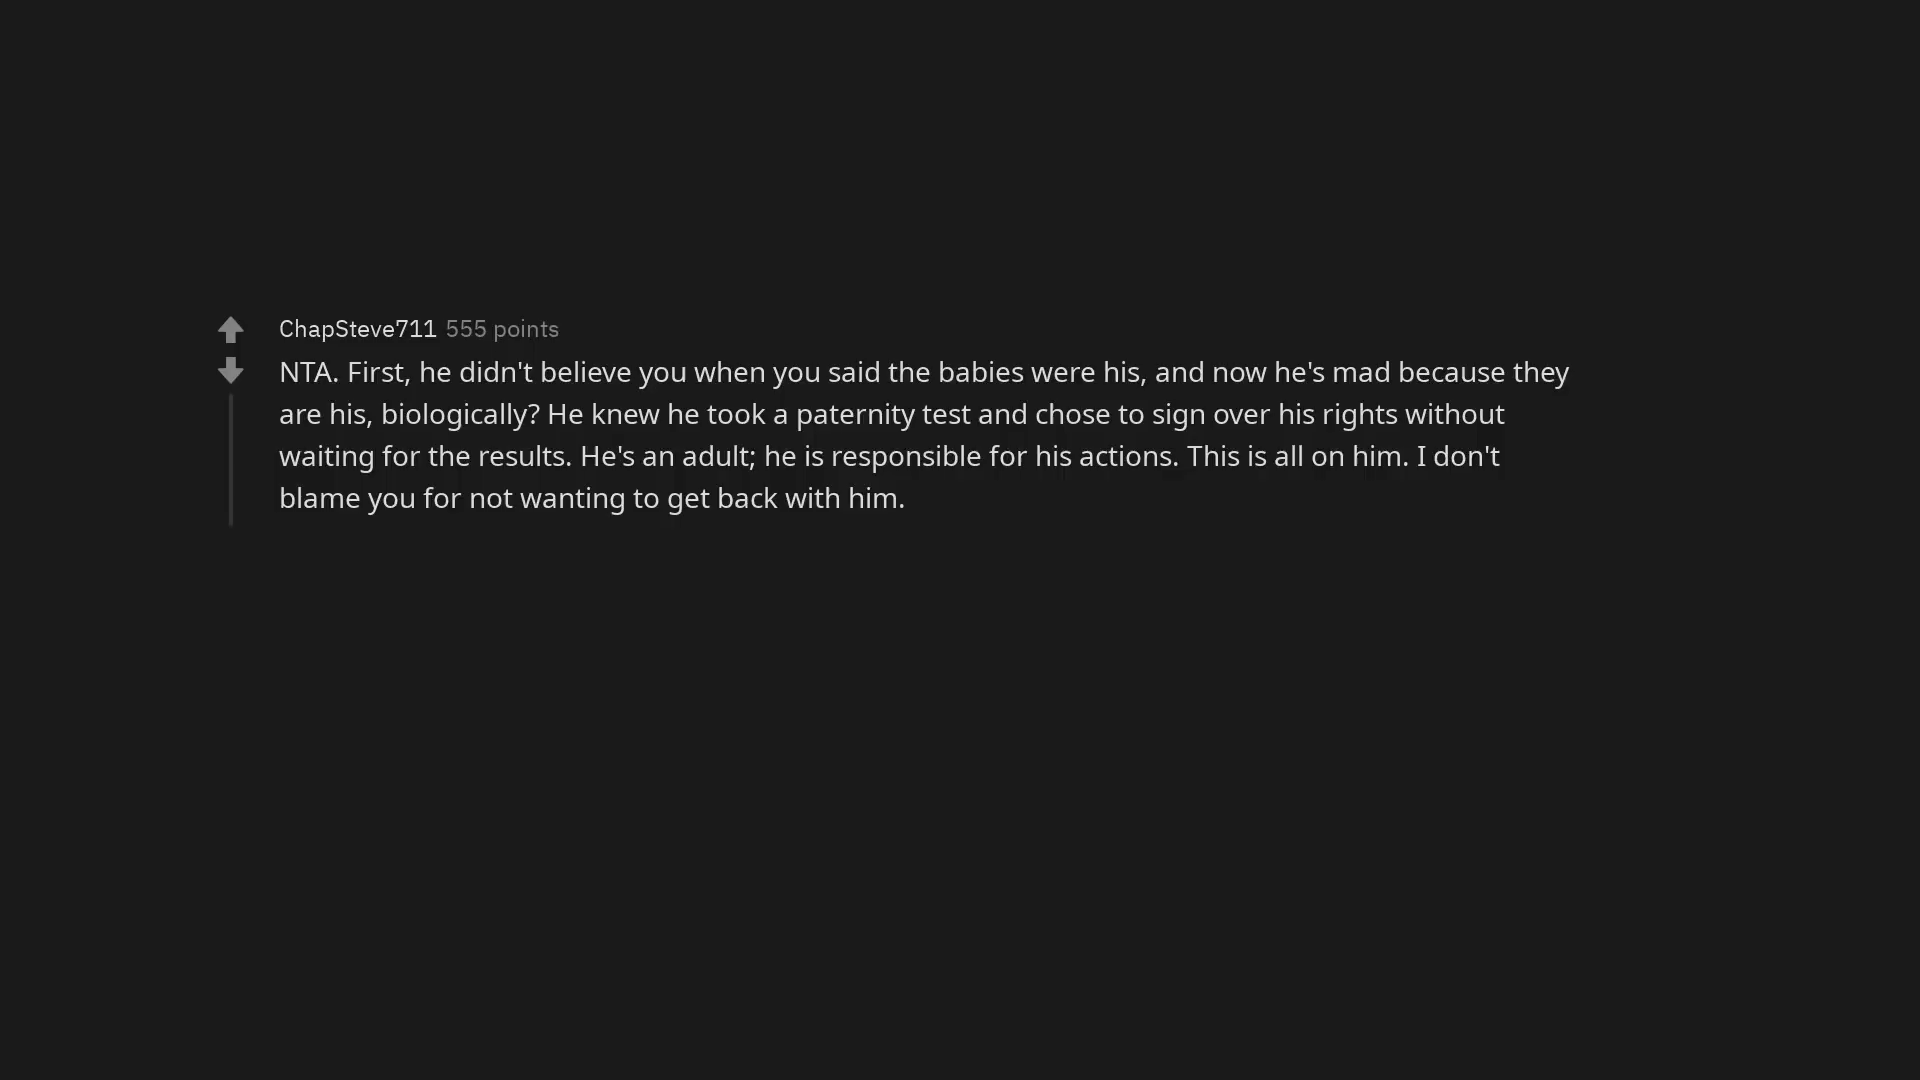 ChapSteve711 555 points
NTA. First, he didn't believe you when you said the babies were his, and now he's mad because they
are his, biologically? He knew he took a paternity test and chose to sign over his rights without
waiting for the results. He's an adult; he is responsible for his actions. This is all on him. I don't
blame you for not wanting to get back with him.